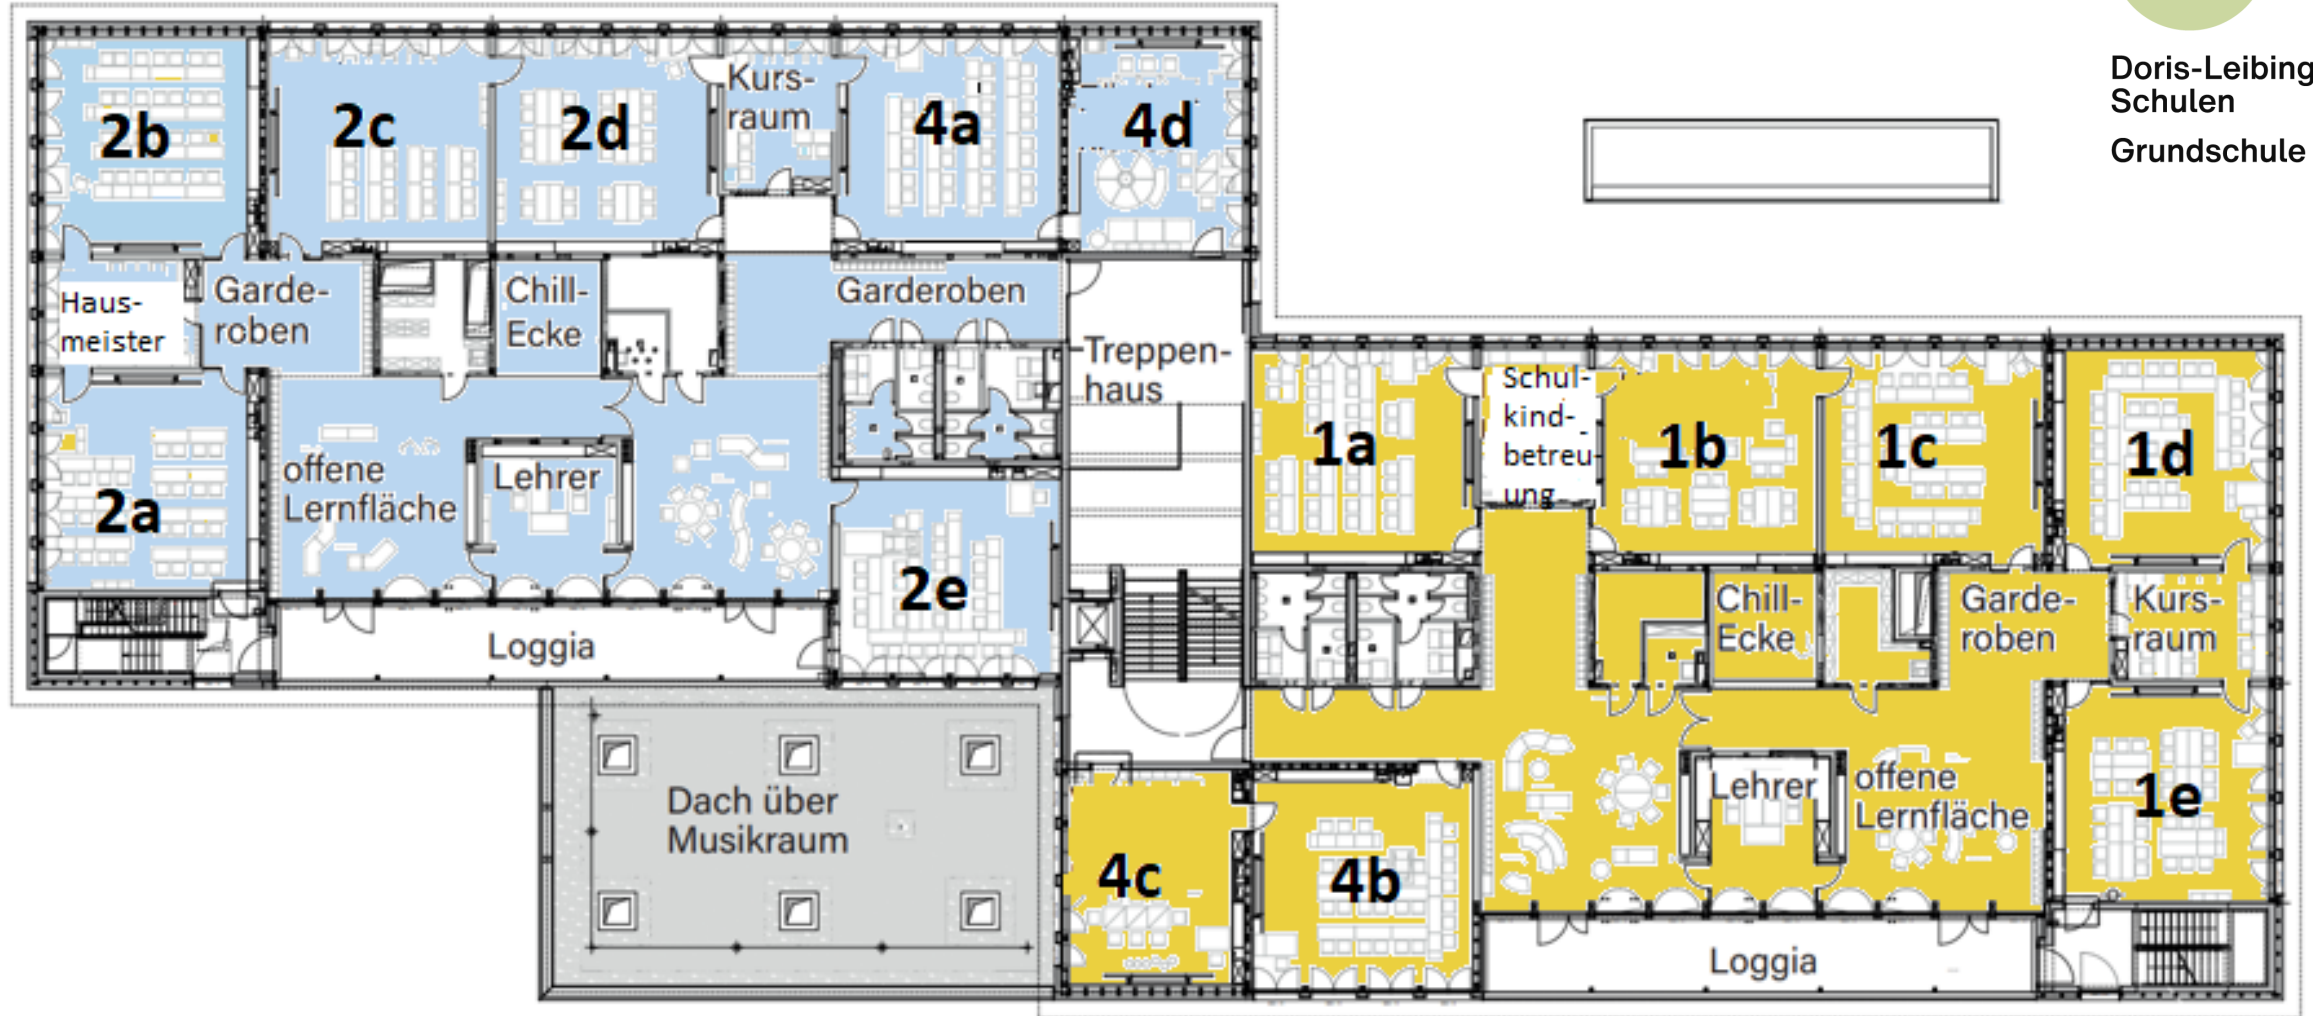 Doris-Leibing
Schulen
Grundschule
2b
2c
2d
Kurs-
raum
4a
4d
Haus-
meister
Garde-
roben
Chill-
Ecke
Garderoben
Treppen-
haus
2a
offene
Lernfläche
Lehrer
2e
Loggia
Dach über
Musikraum
1a
Schul-
kind-
betreu-
ung
1b
1c
1d
Chill-
Ecke
Garde-
roben
Kurs-
raum
Lehrer
offene
Lernfläche
1e
4c
4b
Loggia